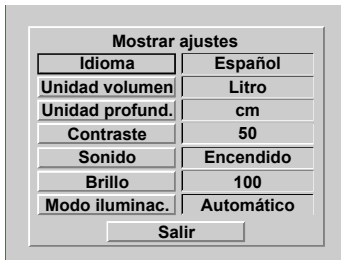 Mostrar ajustes
Idioma Español
Unidad volumen Litro
Unidad profund. cm
Contraste 50
Sonido Encendido
Brillo 100
Modo iluminac. Automático
Salir